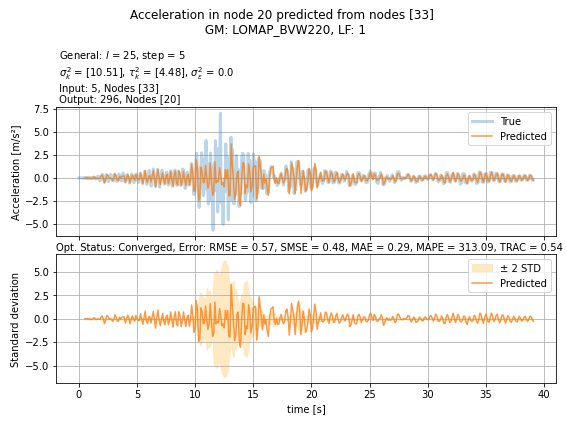 Acceleration in node 20 predicted from nodes [33]
GM: LOMAP_BVW220, LF: 1
General: l = 25, step = 5
σ²ₖ = [10.51], τ²ₖ = [4.48], σ²ε = 0.0
Input: 5, Nodes [33]
Output: 296, Nodes [20]
7.5
5.0
2.5
0.0
−2.5
−5.0
Acceleration [m/s²]
True
Predicted
Opt. Status: Converged, Error: RMSE = 0.57, SMSE = 0.48, MAE = 0.29, MAPE = 313.09, TRAC = 0.54
5.0
2.5
0.0
−2.5
−5.0
Standard deviation
± 2 STD
Predicted
0 5 10 15 20 25 30 35 40
time [s]